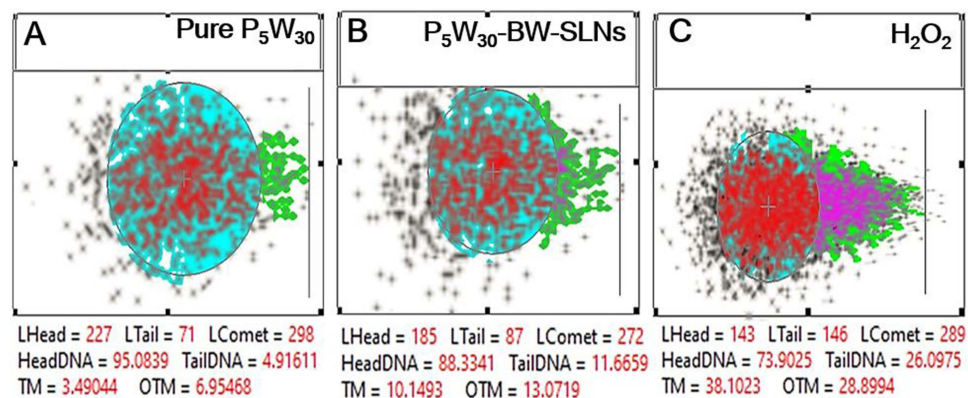 A Pure P₅W₃₀
B P₅W₃₀-BW-SLNs
C H₂O₂
LHead = 227 LTail = 71 LComet = 298
HeadDNA = 95.0839 TailDNA = 4.91611
TM = 3.49044 OTM = 6.95468
LHead = 185 LTail = 87 LComet = 272
HeadDNA = 88.3341 TailDNA = 11.6659
TM = 10.1493 OTM = 13.0719
LHead = 143 LTail = 146 LComet = 289
HeadDNA = 73.9025 TailDNA = 26.0975
TM = 38.1023 OTM = 28.8994